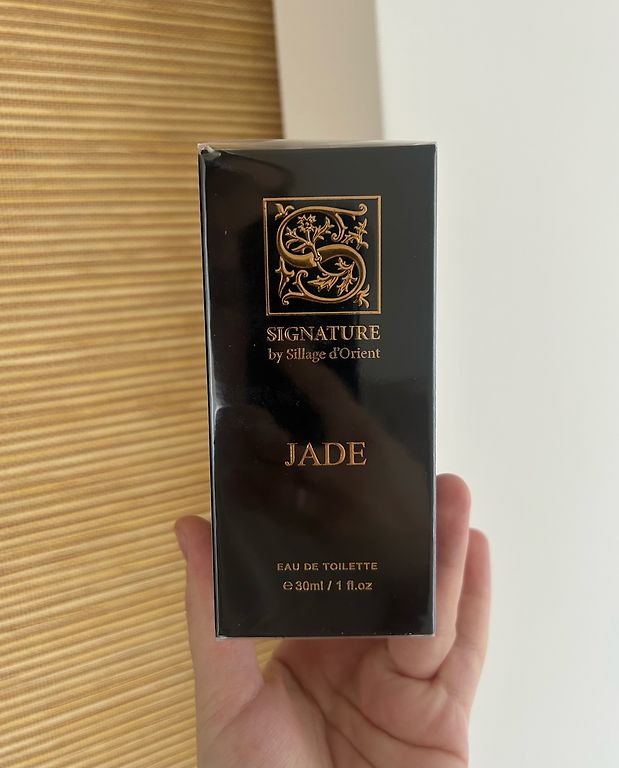 SIGNATURE
by Sillage d'Orient
JADE
EAU DE TOILETTE
℮30ml / 1 fl.oz